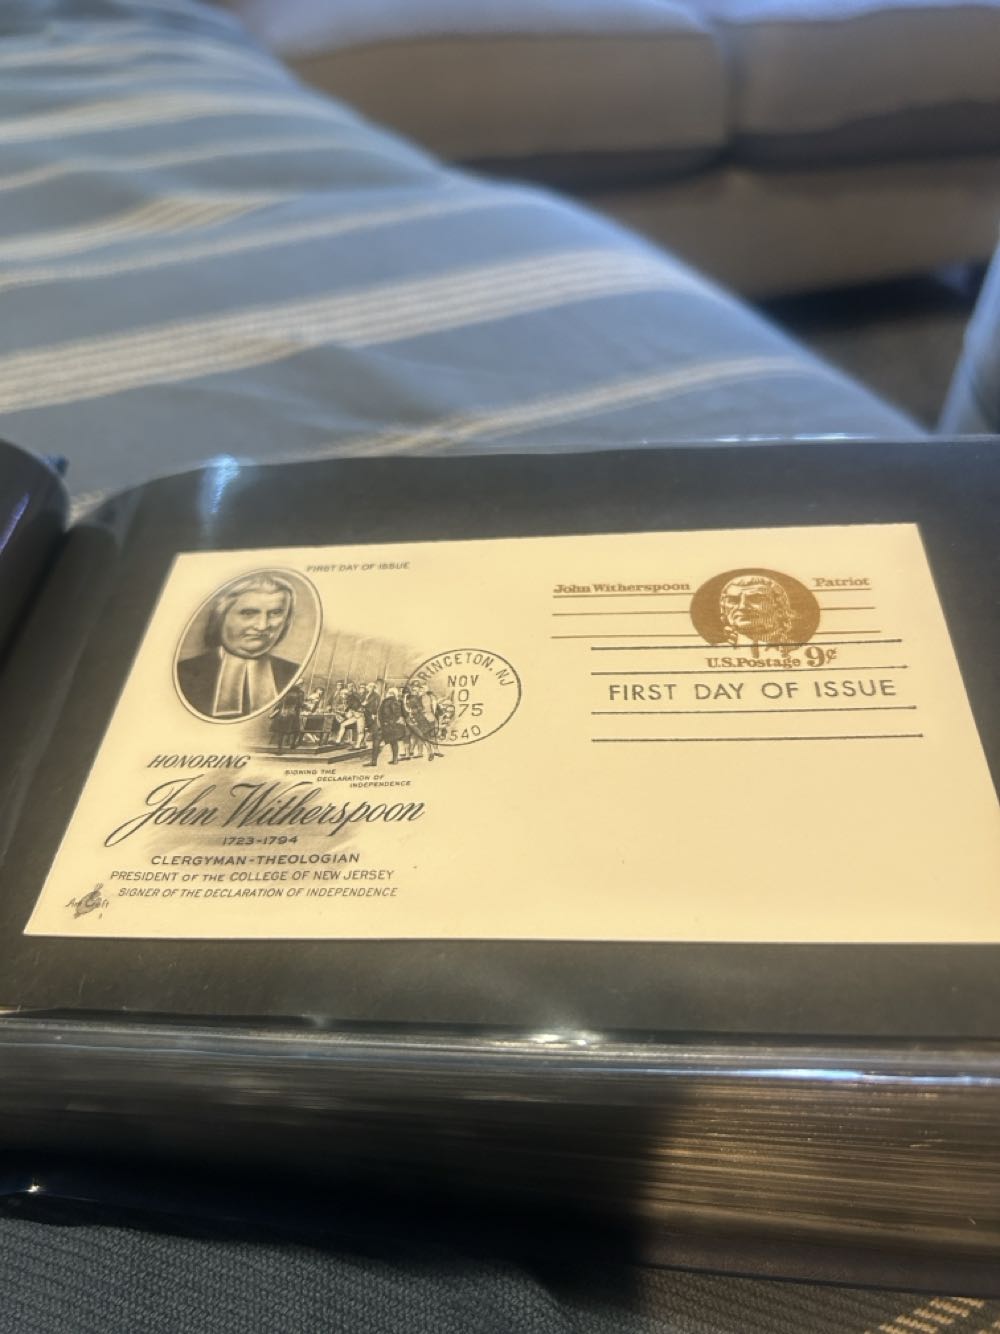 FIRST DAY OF ISSUE
John Witherspoon Patriot
U.S. Postage 9¢
FIRST DAY OF ISSUE
PRINCETON, NJ
NOV
10
1975
08540
SIGNING THE
DECLARATION OF
INDEPENDENCE
HONORING
John Witherspoon
1723-1794
CLERGYMAN-THEOLOGIAN
PRESIDENT OF THE COLLEGE OF NEW JERSEY
SIGNER OF THE DECLARATION OF INDEPENDENCE
Art Craft